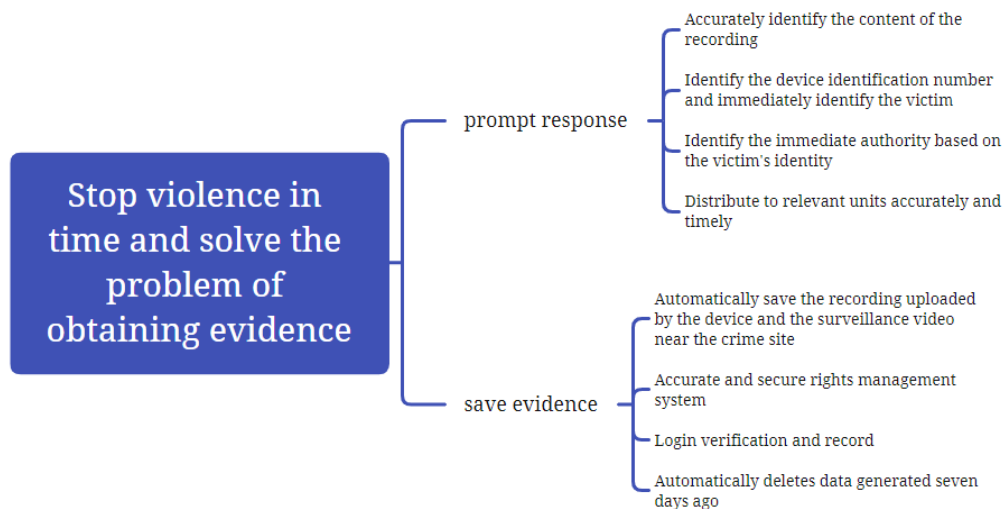 Stop violence in
time and solve the
problem of
obtaining evidence
prompt response
Accurately identify the content of the
recording
Identify the device identification number
and immediately identify the victim
Identify the immediate authority based on
the victim's identity
Distribute to relevant units accurately and
timely
save evidence
Automatically save the recording uploaded
by the device and the surveillance video
near the crime site
Accurate and secure rights management
system
Login verification and record
Automatically deletes data generated seven
days ago